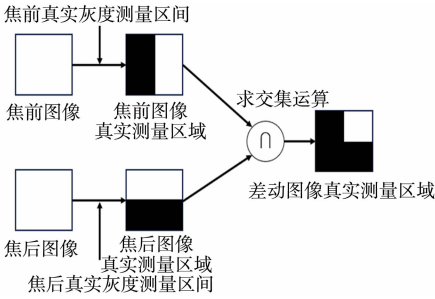 焦前真实灰度测量区间
焦前图像
焦前图像
真实测量区域
求交集运算
∩
差动图像真实测量区域
焦后图像
焦后图像
真实测量区域
焦后真实灰度测量区间